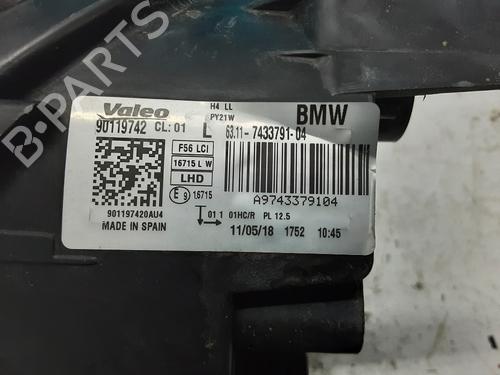 Valeo
H4 LL
PY21W
BMW
90119742 CL: 01 L 63.11-7433791-04
F56 LCI
16715 L W
LHD
E9 16715
A9743379104
901197420AU4
MADE IN SPAIN
01 1 01HC/R PL 12.5
11/05/18 1752 10:45
B-PARTS